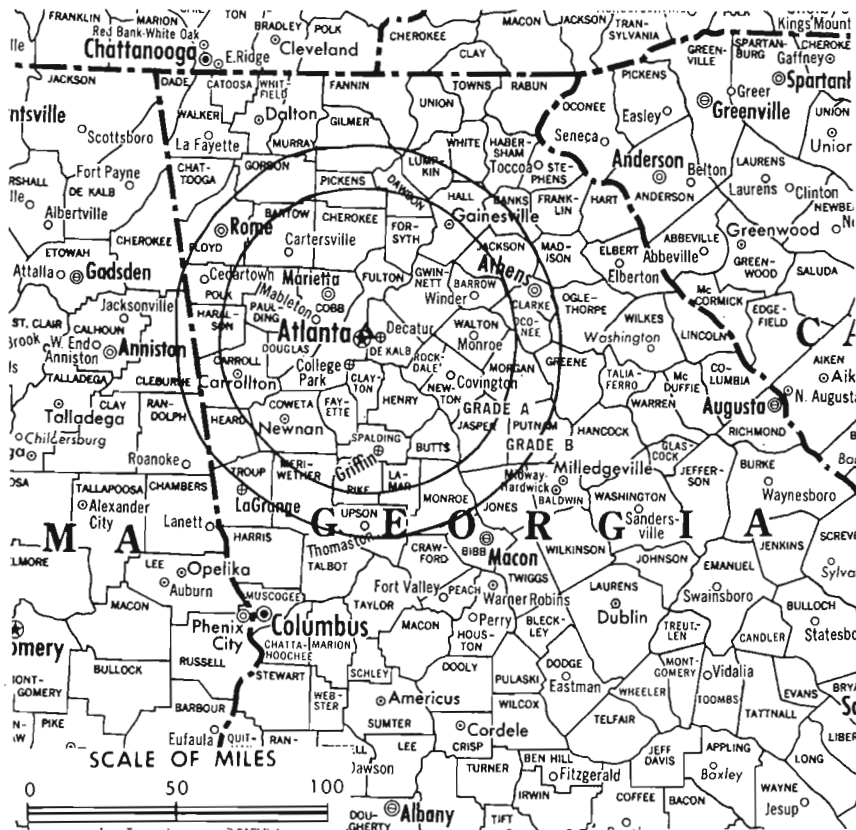 FRANKLIN
MARION
POLK
BRADLEY
CHEROKEE
MACON
JACKSON
TRAN-
SYLVANIA
POLK
Kings Mount
Red Bank-White Oak
Chattanooga
E.Ridge
Cleveland
CLAY
GREEN-
VILLE
SPARTAN-
BURG
CHEROKE
Gaffney
JACKSON
DADE
CATOOSA
WHIT-
FIELD
FANNIN
TOWNS
RABUN
PICKENS
Greer
Spartanb
ntsville
Scottsboro
WALKER
La Fayette
Dalton
MURRAY
GILMER
UNION
WHITE
HABER-
SHAM
OCONEE
Seneca
Easley
Greenville
UNION
Union
Fort Payne
DE KALB
CHAT-
TOOGA
GORDON
PICKENS
LUMP-
KIN
DAWSON
Toccoa
STE-
PHENS
Anderson
Belton
ANDERSON
LAURENS
Laurens
Clinton
RSHALL
Albertville
Rome
FLOYD
BARTOW
Cartersville
CHEROKEE
FOR-
SYTH
HALL
Gainesville
BANKS
FRANK-
LIN
HART
NEWBE
ETOWAH
CHEROKEE
Attalla
Gadsden
Cedartown
POLK
Marietta
COBB
Mableton
FULTON
GWIN-
NETT
JACKSON
BARROW
Winder
MAD-
ISON
Athens
CLARKE
ELBERT
Elberton
ABBEVILLE
Abbeville
Greenwood
GREEN-
WOOD
SALUDA
Jacksonville
ST. CLAIR
CALHOUN
Brook
W. End
Anniston
Anniston
HARAL-
SON
PAUL-
DING
DOUGLAS
Atlanta
Decatur
DE KALB
WALTON
Monroe
OCO-
NEE
OGLE-
THORPE
WILKES
Washington
LINCOLN
Mc
CORMICK
EDGE-
FIELD
C A
TALLADEGA
CLEBURNE
CARROLL
Carrollton
College
Park
CLAY-
TON
ROCK-
DALE
NEW-
TON
Covington
MORGAN
GREENE
TALIA-
FERRO
Mc
DUFFIE
CO-
LUMBIA
AIKEN
Aik
N. Augusta
Talladega
CLAY
RAN-
DOLPH
HEARD
COWETA
Newnan
FAY-
ETTE
HENRY
GRADE A
JASPER
PUTNAM
GRADE B
HANCOCK
WARREN
Augusta
RICHMOND
Childersburg
Roanoke
SPALDING
Griffin
BUTTS
GLAS-
COCK
TROUP
LaGrange
MERI-
WETHER
PIKE
LA-
MAR
MONROE
JONES
Midway-
Hardwick
Milledgeville
BALDWIN
WASHINGTON
Sanders-
ville
JEFFER-
SON
BURKE
Waynesboro
TALLAPOOSA
CHAMBERS
Alexander
City
Lanett
UPSON
Thomaston
HARRIS
TALBOT
M A
G E O R G I A
CRAW-
FORD
BIBB
Macon
WILKINSON
JOHNSON
EMANUEL
JENKINS
SCREVE
Sylva
ELMORE
LEE
Opelika
Auburn
MUSCOGEE
MACON
Phenix
City
Columbus
TAYLOR
Fort Valley
PEACH
TWIGGS
Warner Robins
LAURENS
Dublin
Swainsboro
BULLOCH
Statesbo
omery
BULLOCK
RUSSELL
CHATTA-
HOOCHEE
MARION
MACON
Perry
HOUS-
TON
BLECK-
LEY
TREUT-
LEN
CANDLER
STEWART
SCHLEY
DOOLY
PULASKI
DODGE
Eastman
MONT-
GOMERY
Vidalia
ONT-
GOMERY
BARBOUR
WEB-
STER
Americus
WILCOX
WHEELER
TOOMBS
EVANS
TATTNALL
PIKE
SUMTER
TELFAIR
Eufaula
QUIT-
RAN-
LEE
Cordele
CRISP
BEN HILL
Fitzgerald
JEFF
DAVIS
APPLING
Baxley
LONG
LIBER
SCALE OF MILES
0 50 100
Dawson
TURNER
IRWIN
COFFEE
BACON
WAYNE
Jesup
DOU-
GHERTY
Albany
TIFT